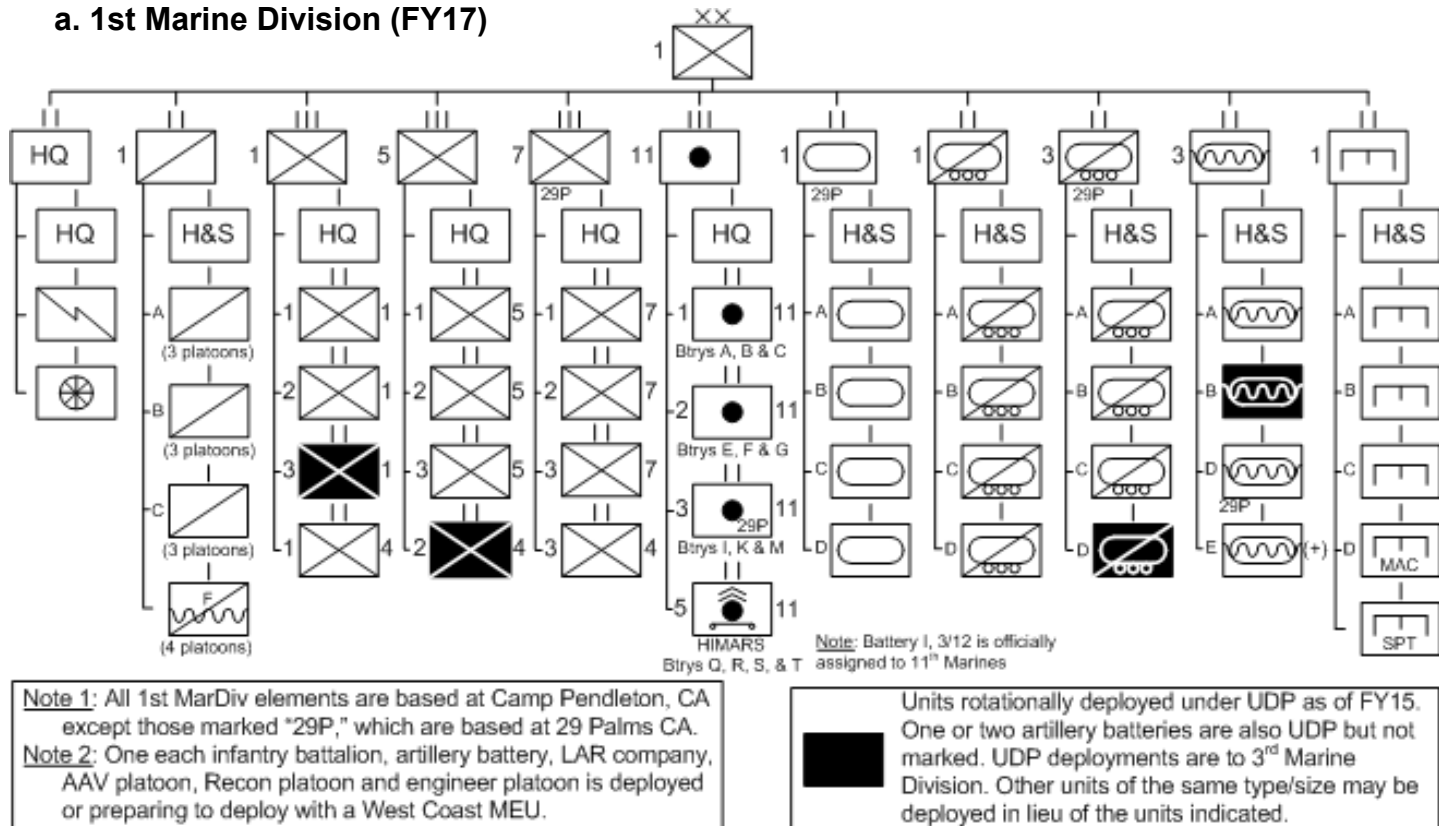 a. 1st Marine Division (FY17)
XX
1
HQ 1 1 5 7 11 1 1 3 3 1
29P 29P 29P
HQ H&S HQ HQ HQ HQ H&S H&S H&S H&S H&S
A 1 1 1 5 1 7 1 11 A A A A A
(3 platoons) Btrys A, B & C
B 2 1 2 5 2 7 2 11 B B B B B
(3 platoons) Btrys E, F & G
C 3 1 3 5 3 7 3 11 C C C D C
29P 29P
(3 platoons) Btrys I, K & M
1 4 2 4 3 4 D D D E (+) D
MAC
F 5 11 SPT
(4 platoons) HIMARS
Btrys Q, R, S, & T
Note: Battery I, 3/12 is officially
assigned to 11th Marines
Note 1: All 1st MarDiv elements are based at Camp Pendleton, CA
except those marked “29P,” which are based at 29 Palms CA.
Note 2: One each infantry battalion, artillery battery, LAR company,
AAV platoon, Recon platoon and engineer platoon is deployed
or preparing to deploy with a West Coast MEU.
Units rotationally deployed under UDP as of FY15.
One or two artillery batteries are also UDP but not
marked. UDP deployments are to 3rd Marine
Division. Other units of the same type/size may be
deployed in lieu of the units indicated.